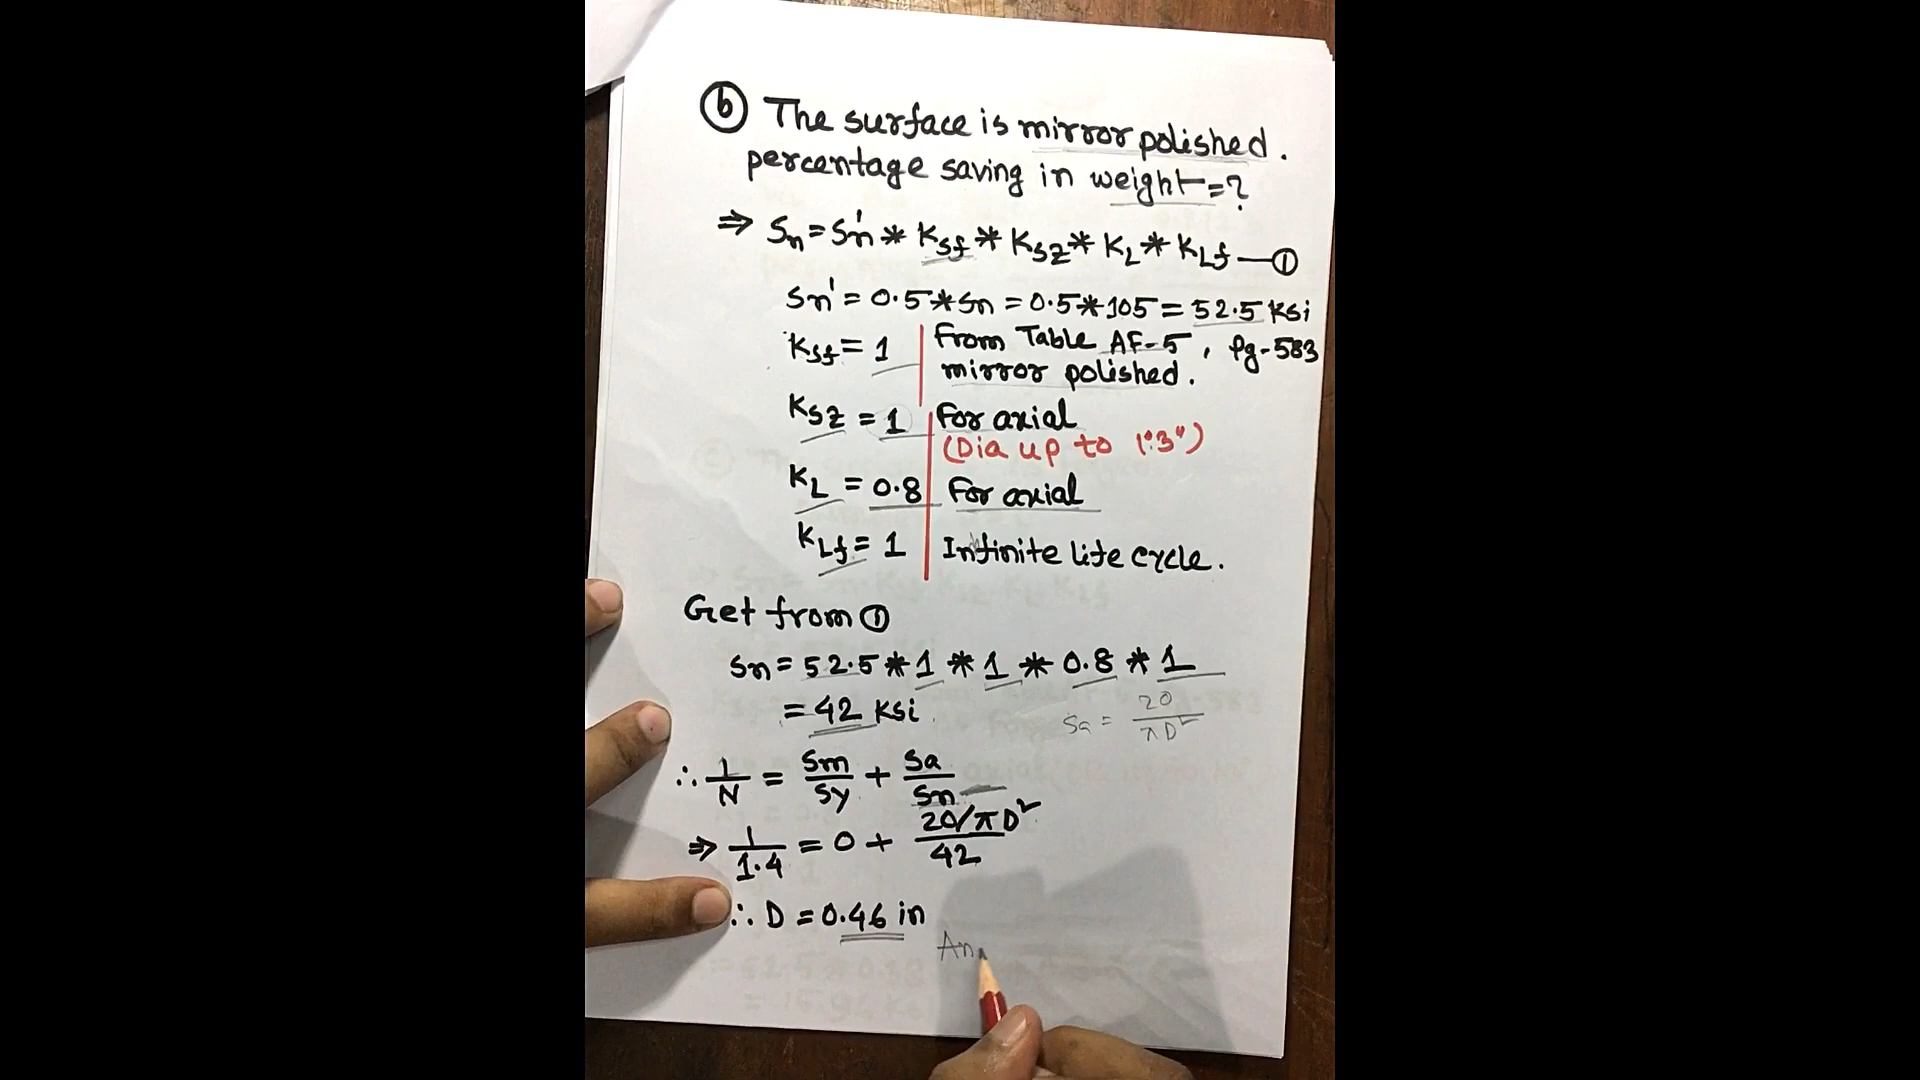 ⓑ The surface is mirror polished.
percentage saving in weight = ?
⇒ Sn = Sn' * Ksf * Ksz * KL * KLf —①
Sn' = 0.5 * Sn = 0.5 * 105 = 52.5 Ksi
Ksf = 1 | From Table AF-5, Pg-583
mirror polished.
Ksz = 1 | For axial
(Dia up to 1.3")
KL = 0.8 | For axial
KLf = 1 | Infinite life cycle.
Get from ①
Sn = 52.5 * 1 * 1 * 0.8 * 1
= 42 Ksi
Sa = 20/πD²
∴ 1/N = Sm/Sy + Sa/Sn
⇒ 1/1.4 = 0 + 20/πD²/42
∴ D = 0.46 in
An